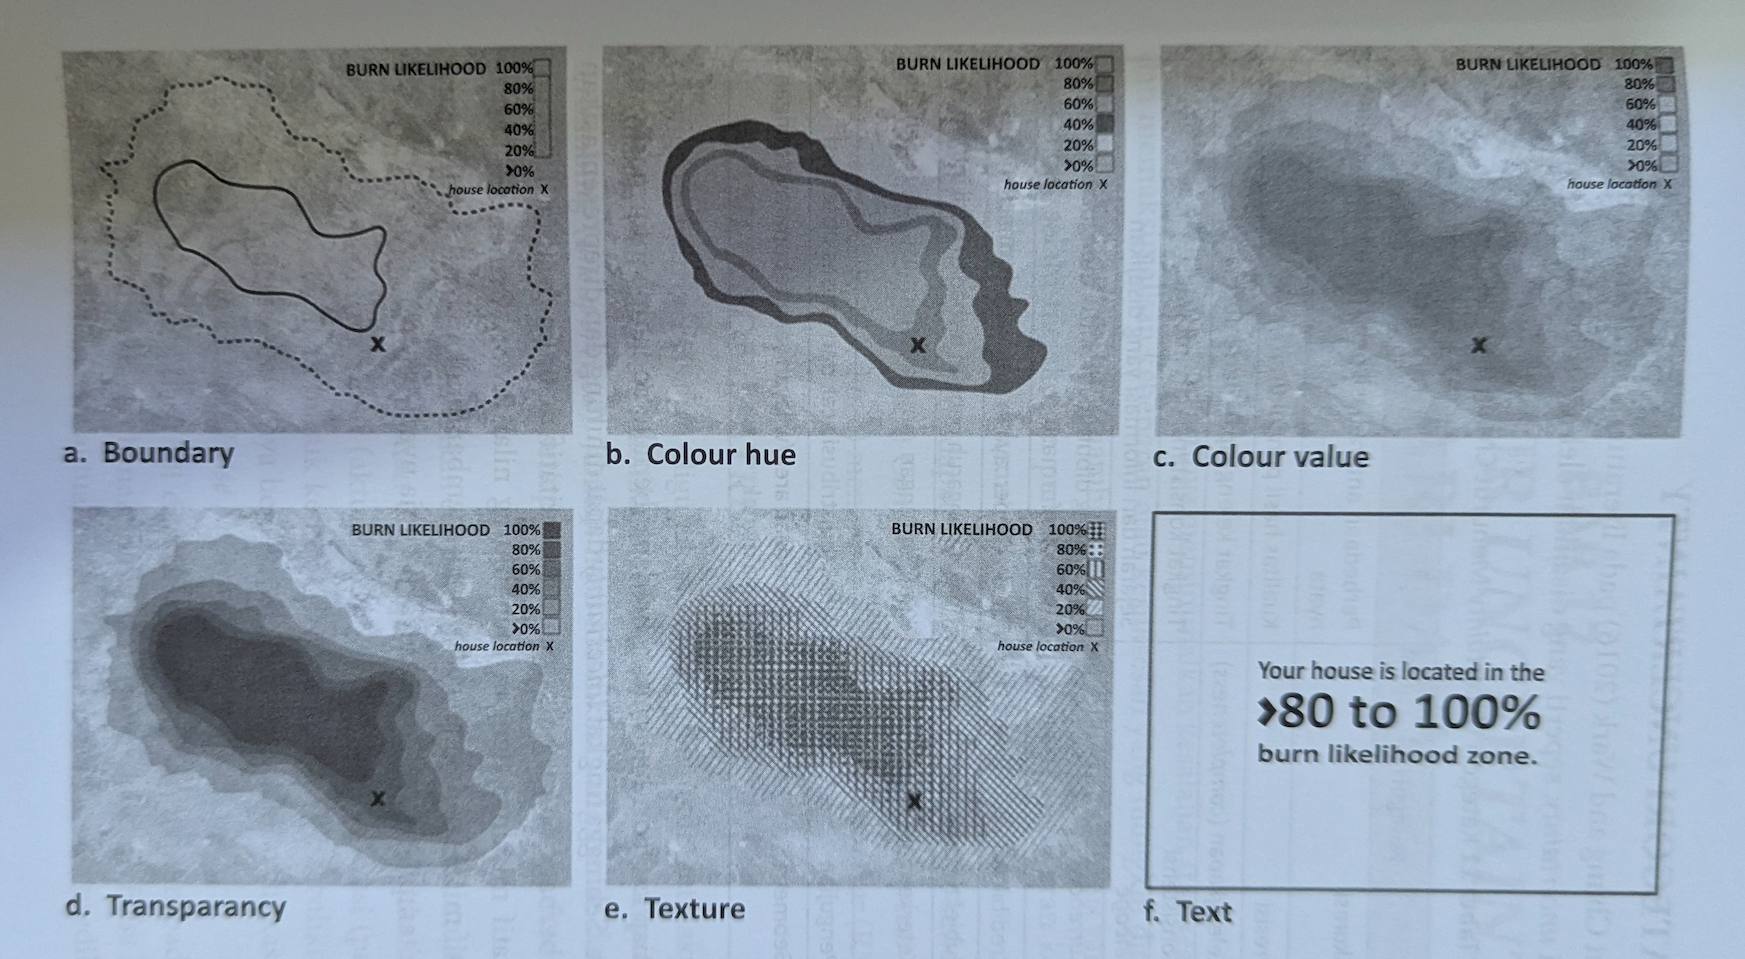 BURN LIKELIHOOD 100%
80%
60%
40%
20%
>0%
house location X
X
a. Boundary
BURN LIKELIHOOD 100%
80%
60%
40%
20%
>0%
house location X
X
b. Colour hue
BURN LIKELIHOOD 100%
80%
60%
40%
20%
>0%
house location X
X
c. Colour value
BURN LIKELIHOOD 100%
80%
60%
40%
20%
>0%
house location X
X
d. Transparancy
BURN LIKELIHOOD 100%
80%
60%
40%
20%
>0%
house location X
X
e. Texture
Your house is located in the
>80 to 100%
burn likelihood zone.
f. Text